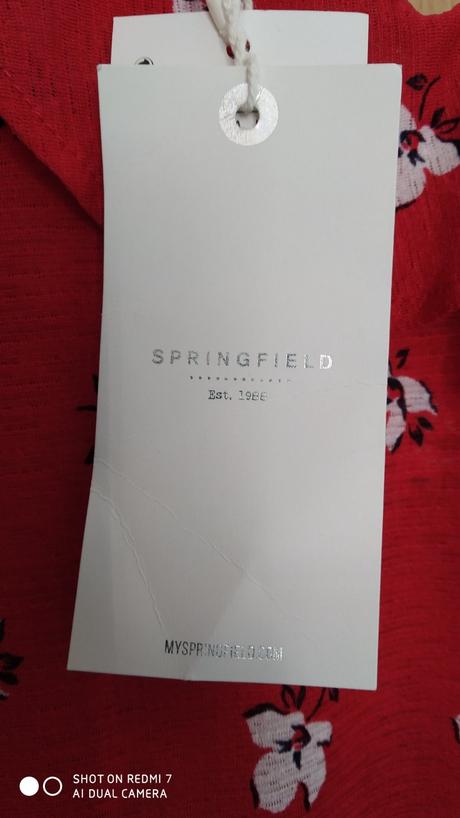 SPRINGFIELD
Est. 1988
MYSPRINGFIELD.COM
SHOT ON REDMI 7
AI DUAL CAMERA